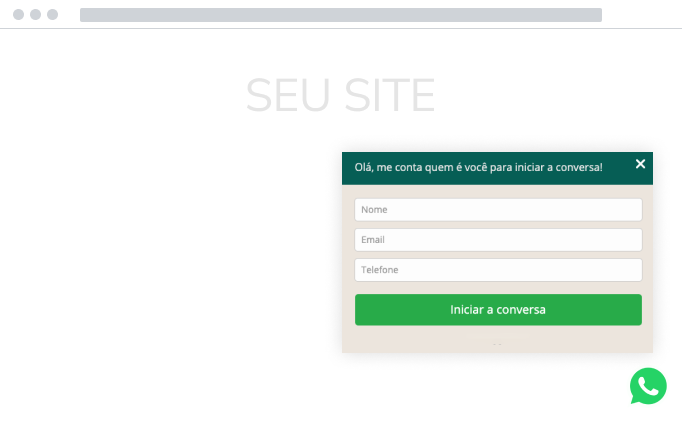 SEU SITE
Olá, me conta quem é você para iniciar a conversa!
Nome
Email
Telefone
Iniciar a conversa